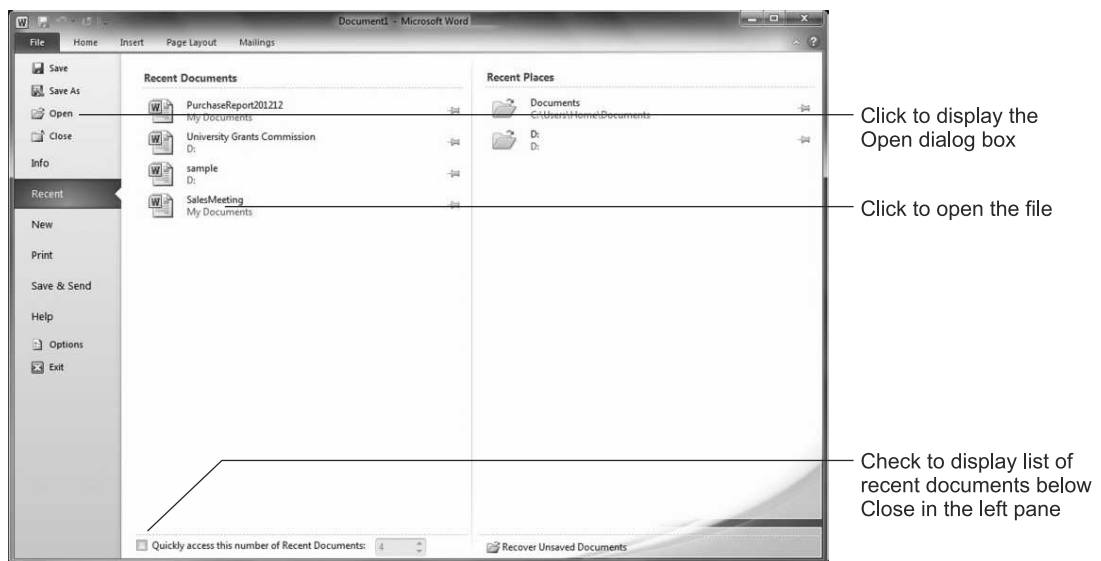 Document1 - Microsoft Word
File Home Insert Page Layout Mailings
Save
Save As
Open
Close
Info
Recent
New
Print
Save & Send
Help
Options
Exit
Recent Documents
PurchaseReport201212
My Documents
University Grants Commission
D:
sample
D:
SalesMeeting
My Documents
Quickly access this number of Recent Documents: 4
Recent Places
Documents
C:\Users\Home\Documents
D:
D:
Recover Unsaved Documents
Click to display the
Open dialog box
Click to open the file
Check to display list of
recent documents below
Close in the left pane